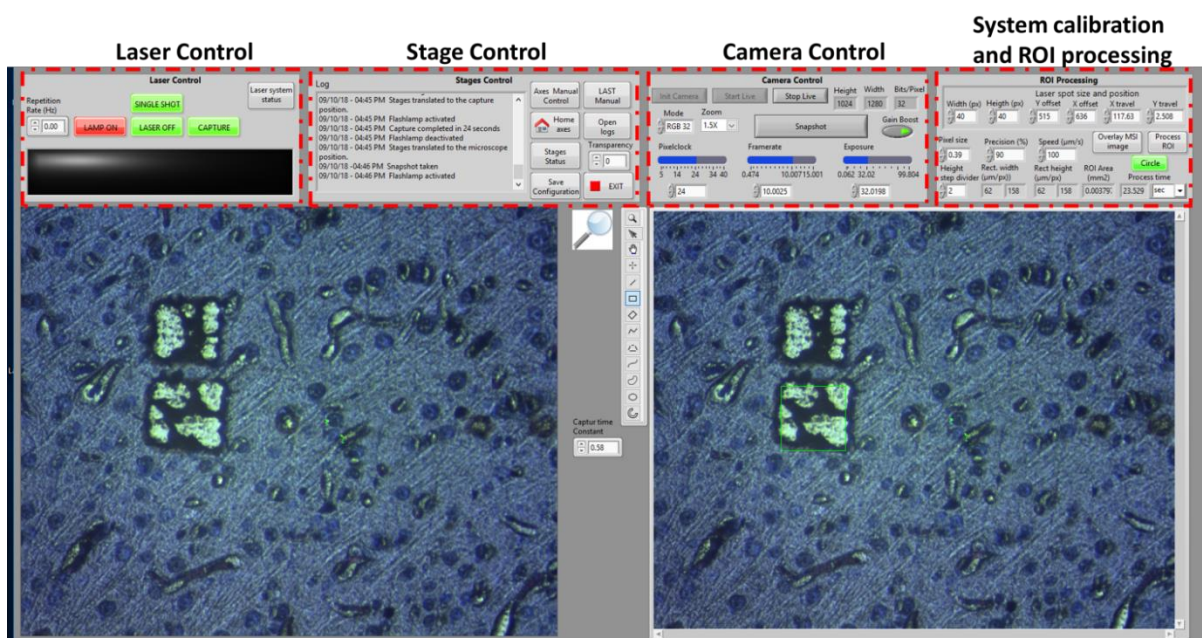 Laser Control
Stage Control
Camera Control
System calibration
and ROI processing
Laser Control
Repetition
Rate (Hz)
0.00
SINGLE SHOT
Laser system
status
LAMP ON
LASER OFF
CAPTURE
Stages Control
Log
09/10/18 - 04:45 PM Stages translated to the capture
position.
09/10/18 - 04:45 PM Flashlamp activated
09/10/18 - 04:45 PM Capture completed in 24 seconds
09/10/18 - 04:45 PM Flashlamp deactivated
09/10/18 - 04:45 PM Stages translated to the microscope
position.
09/10/18 -04:46 PM Snapshot taken
09/10/18 - 04:46 PM Flashlamp activated
Axes Manual
Control
LAST
Manual
Home
axes
Open
logs
Stages
Status
Transparency
0
Save
Configuration
EXIT
Camera Control
Init Camera
Start Live
Stop Live
Height Width Bits/Pixel
1024 1280 32
Mode
RGB 32
Zoom
1.5X
Snapshot
Gain Boost
Pixelclock
5 14 24 34 40
24
Framerate
0.474 10.00715.001
10.0025
Exposure
0.062 32.02 99.804
32.0198
ROI Processing
Laser spot size and position
Width (px) Heigth (px) Y offset X offset X travel Y travel
40 40 515 636 117.63 2.508
Pixel size
0.39
Precision (%)
90
Speed (µm/s)
100
Overlay MSI
image
Process
ROI
Circle
Height
step divider
2
Rect. width
(µm/px))
62 158
Rect height
(µm/px)
62 158
ROI Area
(mm2)
0.00379
Process time
23.529 sec
Captur time
Constant
0.58